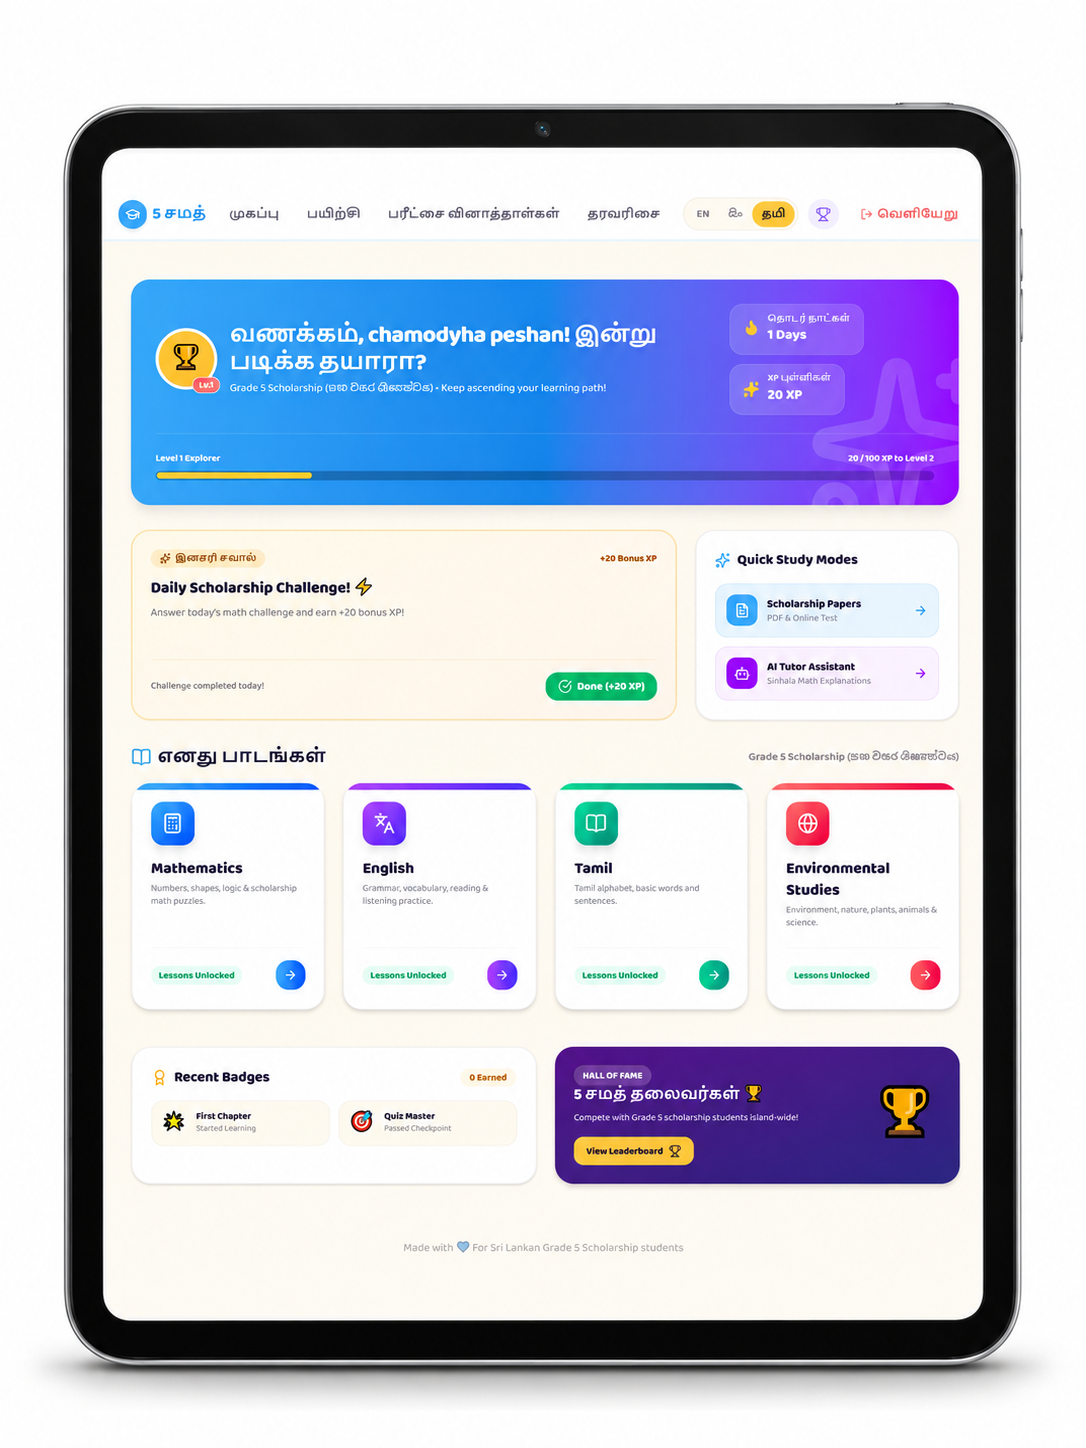 5 சமத் முகப்பு பயிற்சி பரீட்சை வினாத்தாள்கள் தரவரிசை EN සිං தமி வெளியேறு
வணக்கம், chamodyha peshan! இன்று
படிக்க தயாரா?
Lv.1
Grade 5 Scholarship • Keep ascending your learning path!
தொடர் நாட்கள்
1 Days
XP புள்ளிகள்
20 XP
Level 1 Explorer
20 / 100 XP to Level 2
இனசரி சவால்
+20 Bonus XP
Daily Scholarship Challenge! ⚡
Answer today's math challenge and earn +20 bonus XP!
Challenge completed today!
Done (+20 XP)
Quick Study Modes
Scholarship Papers
PDF & Online Test
AI Tutor Assistant
Sinhala Math Explanations
எனது பாடங்கள்
Grade 5 Scholarship
Mathematics
Numbers, shapes, logic & scholarship
math puzzles.
Lessons Unlocked
English
Grammar, vocabulary, reading &
listening practice.
Lessons Unlocked
Tamil
Tamil alphabet, basic words and
sentences.
Lessons Unlocked
Environmental
Studies
Environment, nature, plants, animals &
science.
Lessons Unlocked
Recent Badges
0 Earned
First Chapter
Started Learning
Quiz Master
Passed Checkpoint
HALL OF FAME
5 சமத் தலைவர்கள் 🏆
Compete with Grade 5 scholarship students island-wide!
View Leaderboard
Made with 💙 For Sri Lankan Grade 5 Scholarship students